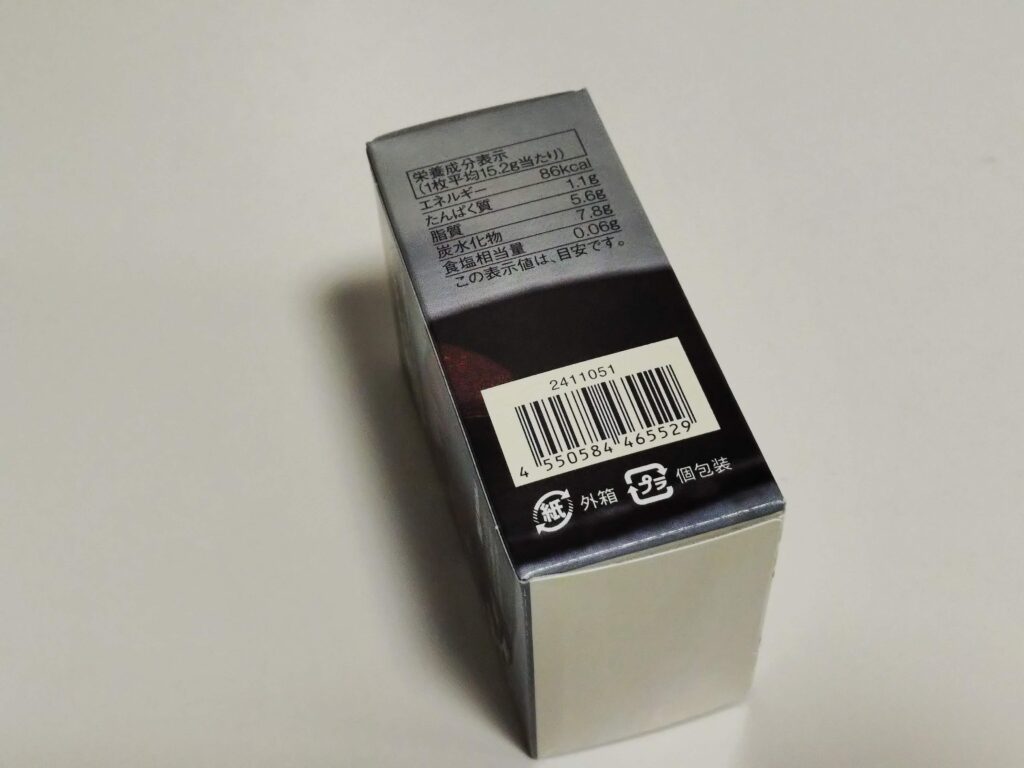 栄養成分表示
(1枚平均15.2g当たり)
エネルギー 86kcal
たんぱく質 1.1g
脂質 5.6g
炭水化物 7.8g
食塩相当量 0.06g
この表示値は、目安です。
2411051
4 550584 465529
紙 外箱 プラ 個包装